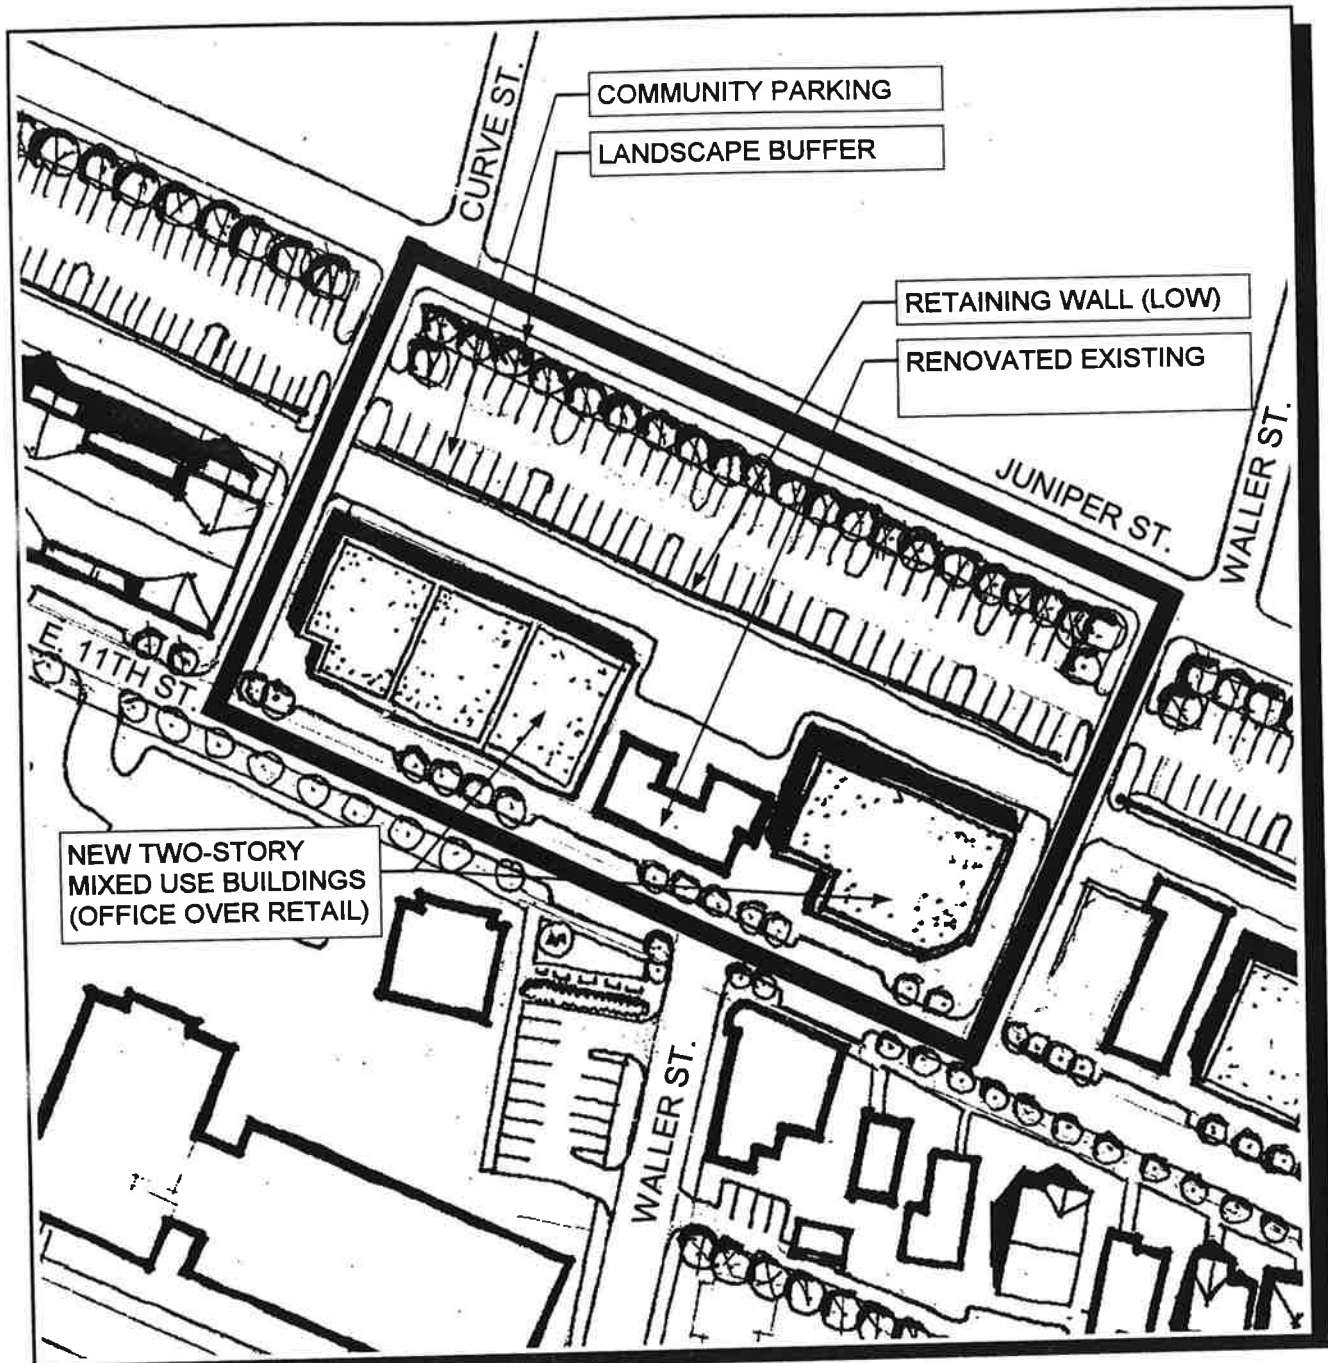 CURVE ST.
COMMUNITY PARKING
LANDSCAPE BUFFER
RETAINING WALL (LOW)
RENOVATED EXISTING
WALLER ST.
JUNIPER ST.
E. 11TH ST
NEW TWO-STORY
MIXED USE BUILDINGS
(OFFICE OVER RETAIL)
WALLER ST.